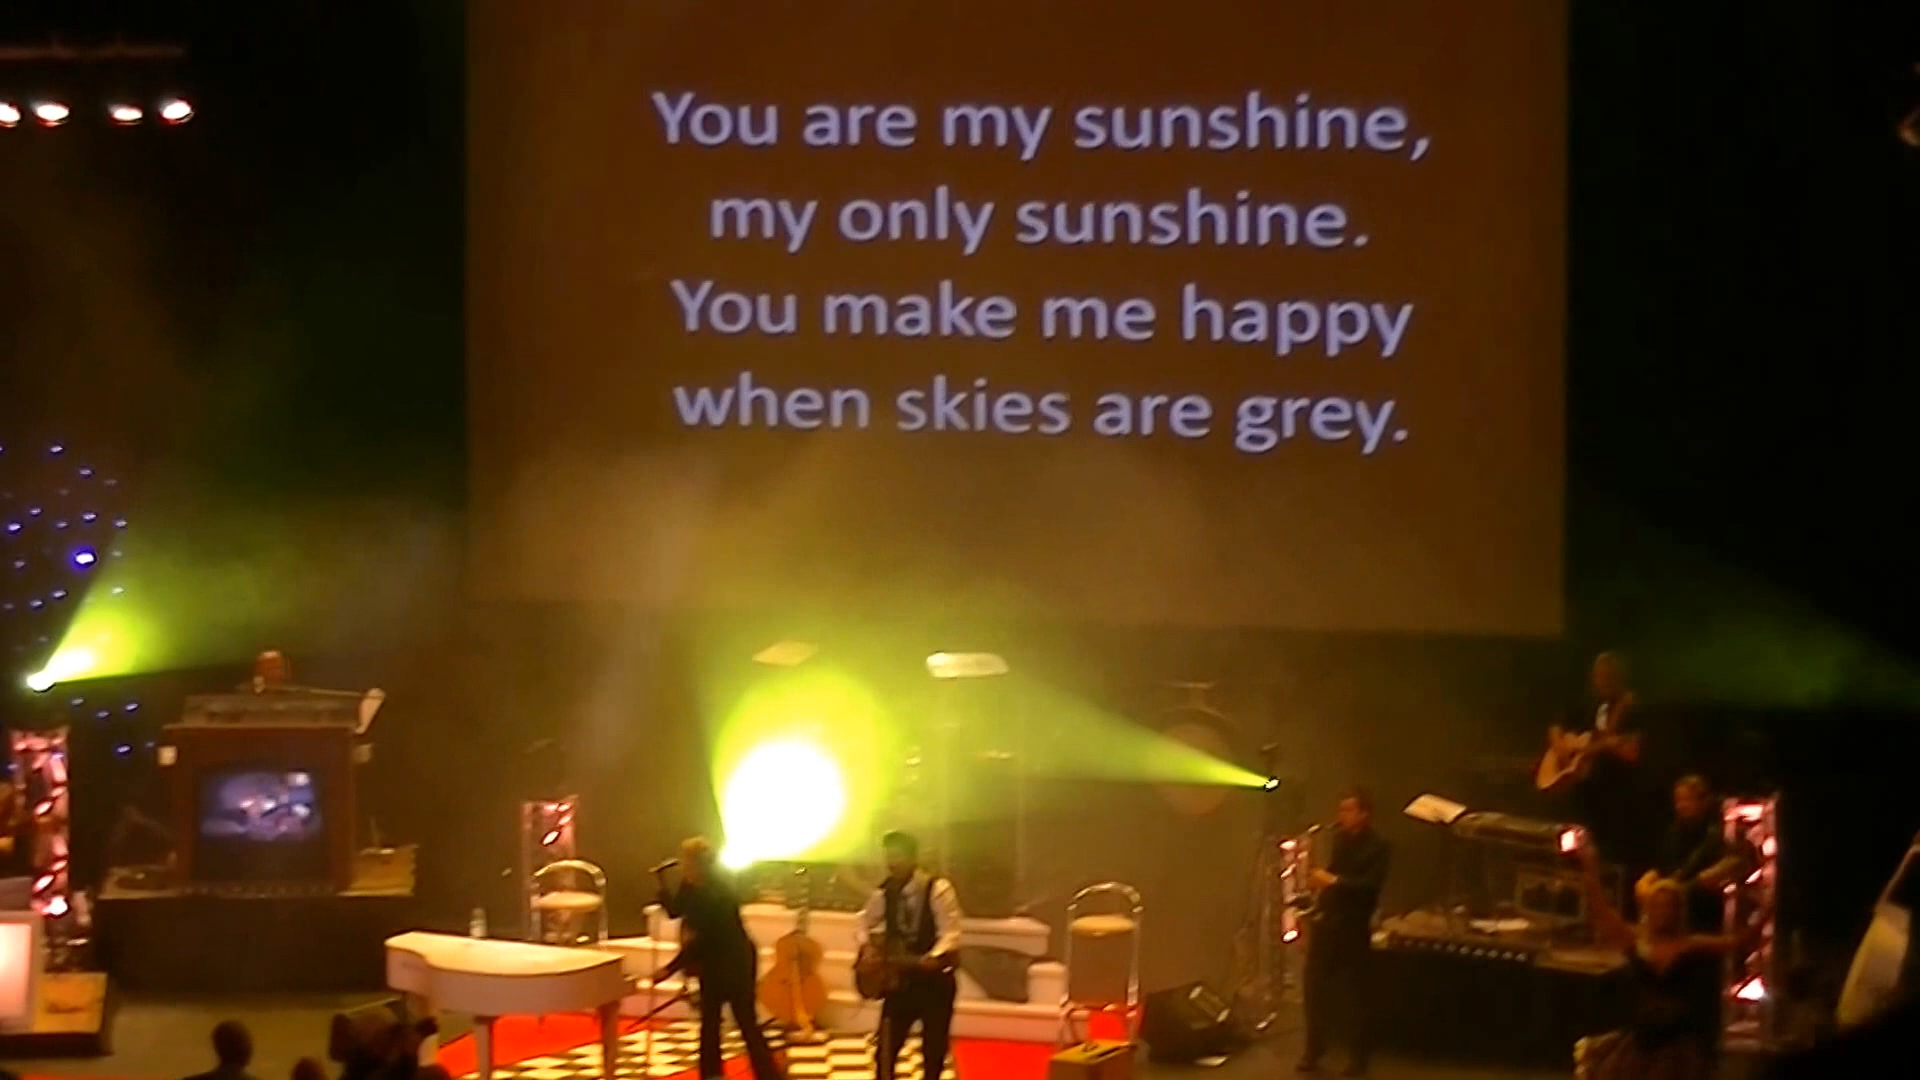 You are my sunshine,
my only sunshine.
You make me happy
when skies are grey.